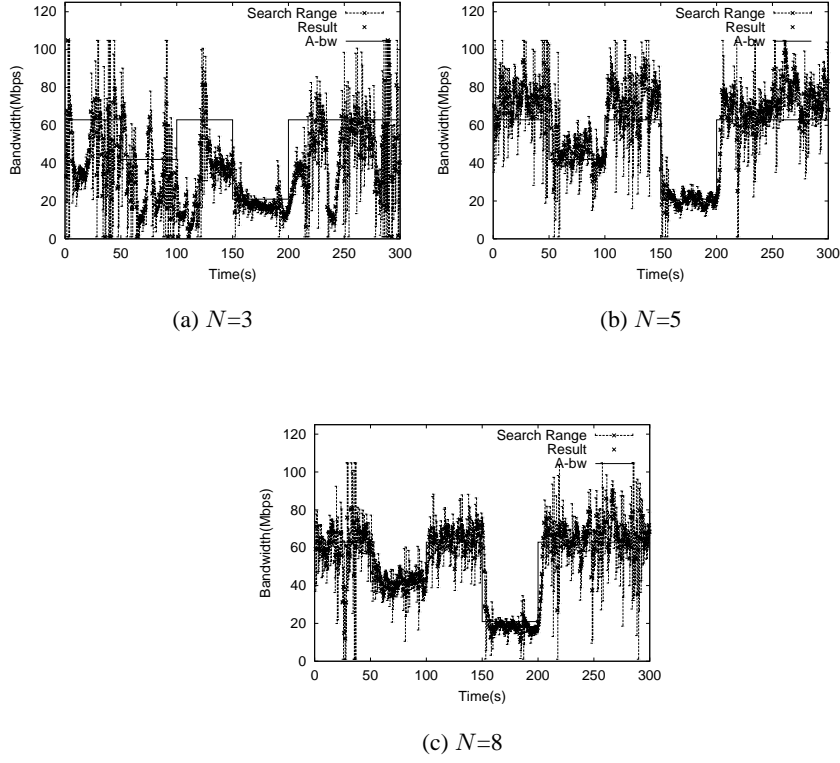 120
100
80
60
40
20
0
0 50 100 150 200 250 300
Bandwidth(Mbps)
Time(s)
Search Range
Result
A-bw
(a) N=3
120
100
80
60
40
20
0
0 50 100 150 200 250 300
Bandwidth(Mbps)
Time(s)
Search Range
Result
A-bw
(b) N=5
120
100
80
60
40
20
0
0 50 100 150 200 250 300
Bandwidth(Mbps)
Time(s)
Search Range
Result
A-bw
(c) N=8